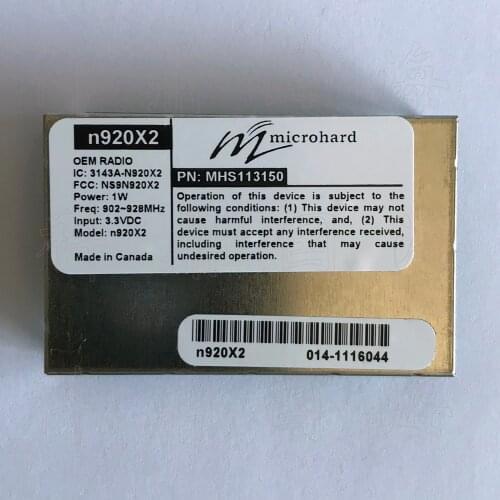 n920X2
OEM RADIO
IC: 3143A-N920X2
FCC: NS9N920X2
Power: 1W
Freq: 902~928MHz
Input: 3.3VDC
Model: n920X2
Made in Canada
microhard
PN: MHS113150
Operation of this device is subject to the
following conditions: (1) This device may not
cause harmful interference, and, (2) This
device must accept any interference received,
including interference that may cause
undesired operation.
n920X2 014-1116044